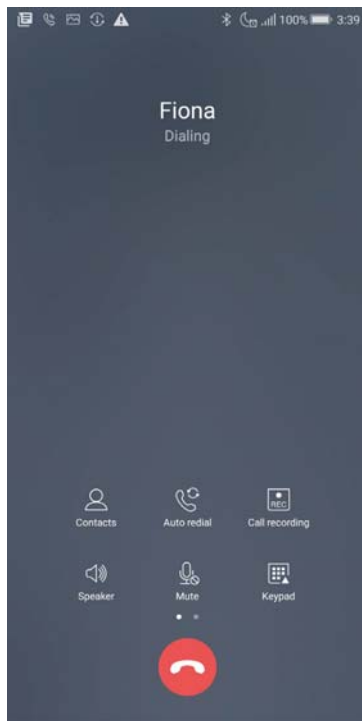 100% 3:39
Fiona
Dialing
Contacts Auto redial Call recording
REC
Speaker Mute Keypad